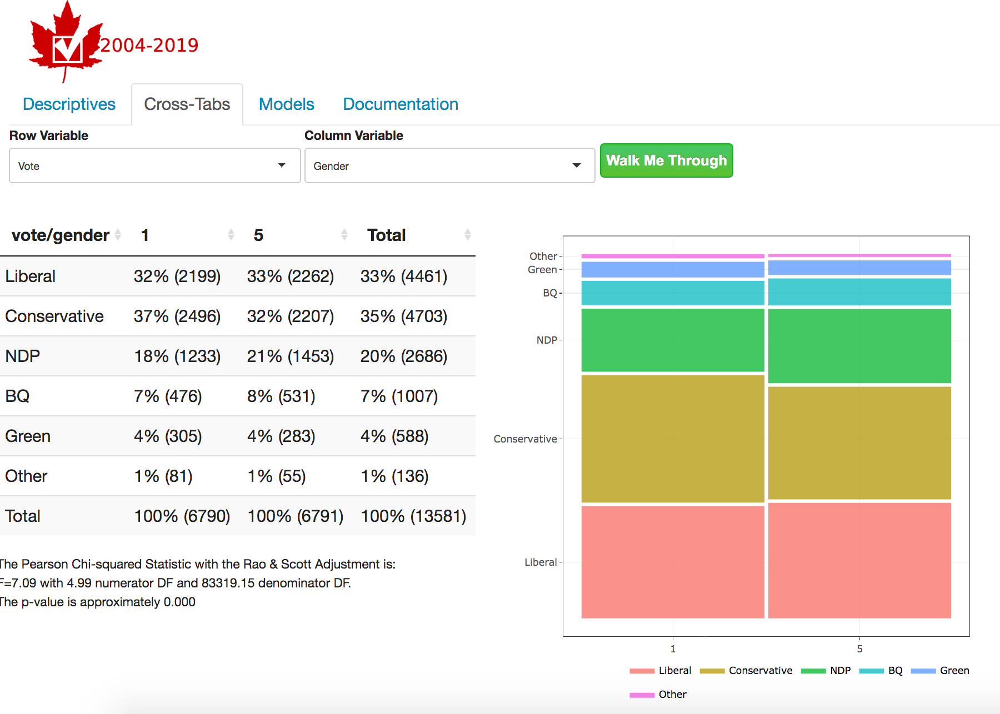 2004-2019
Descriptives Cross-Tabs Models Documentation
Row Variable Column Variable
Vote Gender Walk Me Through
vote/gender 1 5 Total
Liberal 32% (2199) 33% (2262) 33% (4461)
Conservative 37% (2496) 32% (2207) 35% (4703)
NDP 18% (1233) 21% (1453) 20% (2686)
BQ 7% (476) 8% (531) 7% (1007)
Green 4% (305) 4% (283) 4% (588)
Other 1% (81) 1% (55) 1% (136)
Total 100% (6790) 100% (6791) 100% (13581)
The Pearson Chi-squared Statistic with the Rao & Scott Adjustment is:
F=7.09 with 4.99 numerator DF and 83319.15 denominator DF.
The p-value is approximately 0.000
Other
Green
BQ
NDP
Conservative
Liberal
1 5
Liberal Conservative NDP BQ Green
Other